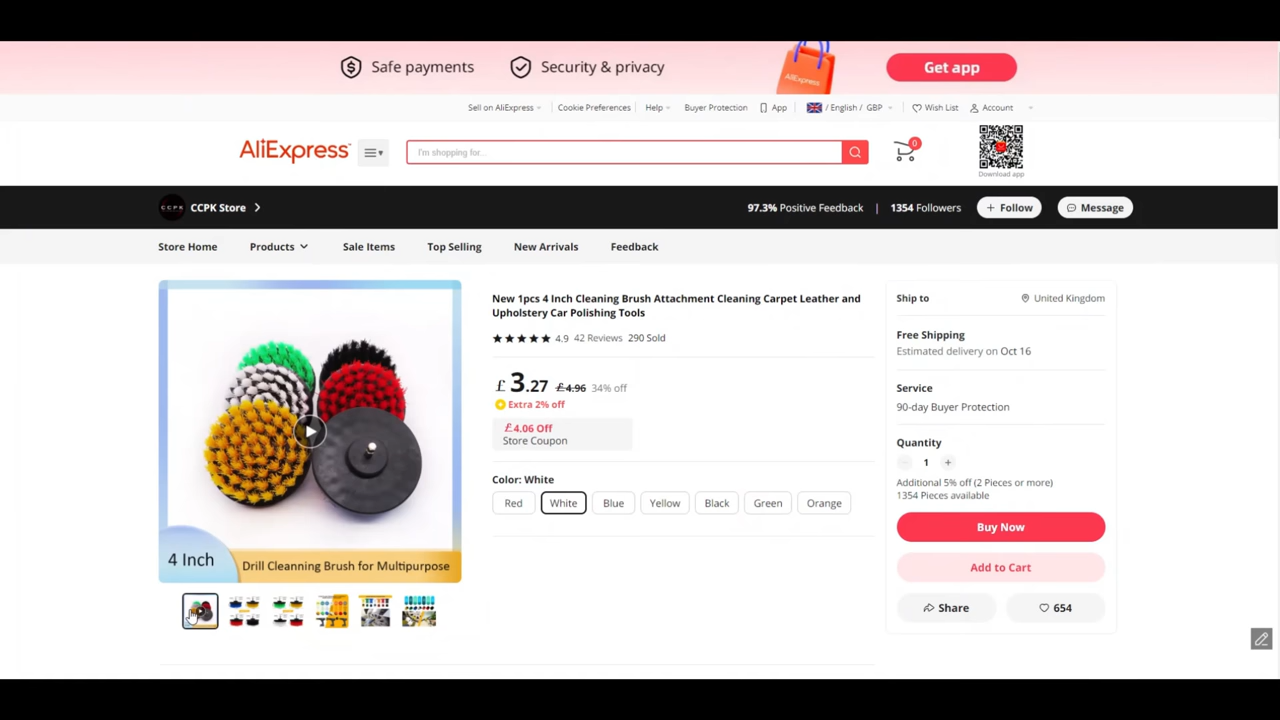 Safe payments
Security & privacy
AliExpress
Get app
Sell on AliExpress
Cookie Preferences
Help
Buyer Protection
App
/ English / GBP
Wish List
Account
AliExpress
I'm shopping for...
0
Download app
CCPK
CCPK Store
97.3% Positive Feedback | 1354 Followers
+ Follow
Message
Store Home
Products
Sale Items
Top Selling
New Arrivals
Feedback
4 Inch
Drill Cleanning Brush for Multipurpose
New 1pcs 4 Inch Cleaning Brush Attachment Cleaning Carpet Leather and
Upholstery Car Polishing Tools
4.9 42 Reviews 290 Sold
£3.27 £4.96 34% off
Extra 2% off
£4.06 Off
Store Coupon
Color: White
Red
White
Blue
Yellow
Black
Green
Orange
Ship to
United Kingdom
Free Shipping
Estimated delivery on Oct 16
Service
90-day Buyer Protection
Quantity
- 1 +
Additional 5% off (2 Pieces or more)
1354 Pieces available
Buy Now
Add to Cart
Share
654